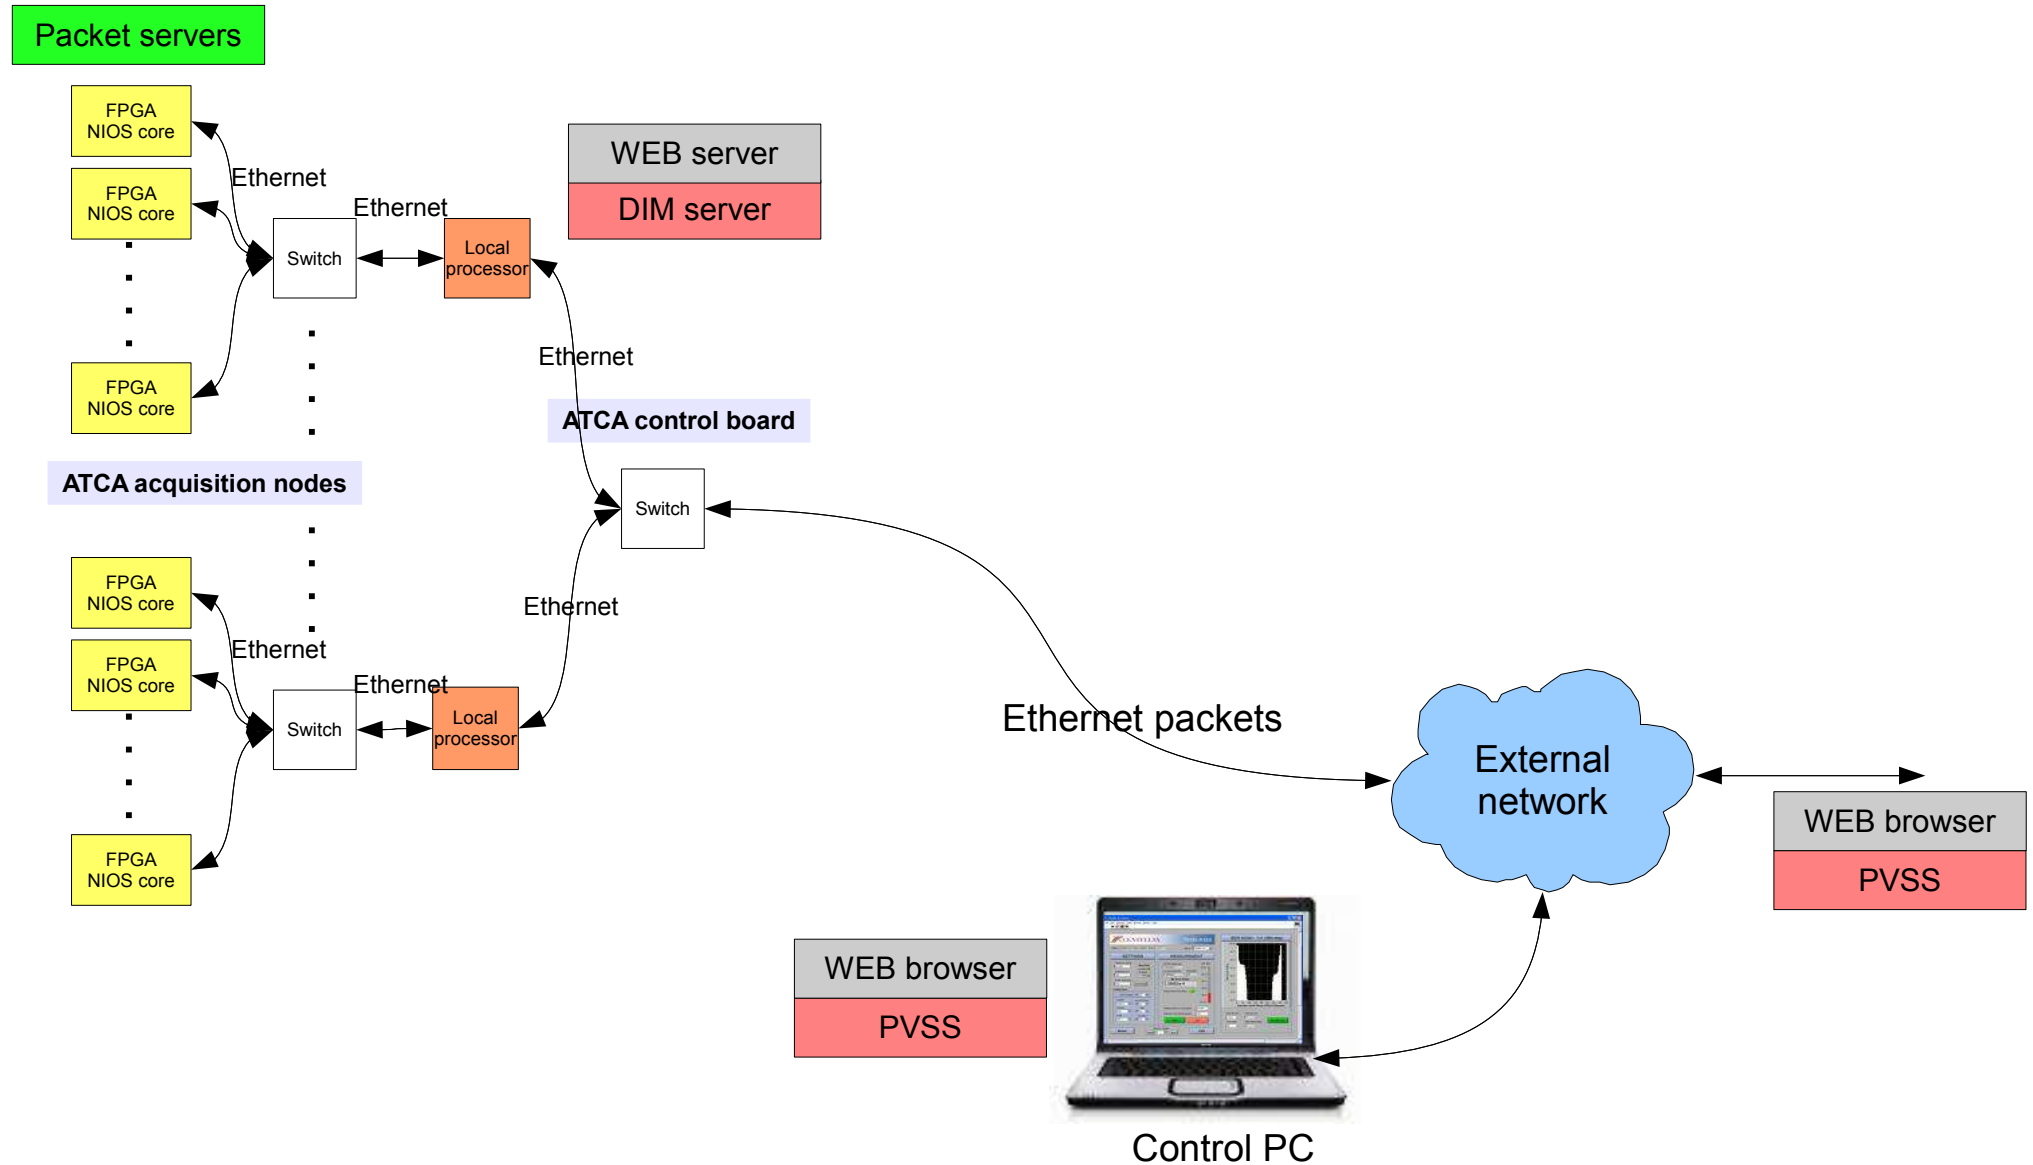 Packet servers
FPGA
NIOS core
FPGA
NIOS core
FPGA
NIOS core
Ethernet
Switch
Ethernet
Local
processor
WEB server
DIM server
Ethernet
ATCA control board
ATCA acquisition nodes
Switch
Ethernet
FPGA
NIOS core
FPGA
NIOS core
FPGA
NIOS core
Ethernet
Switch
Ethernet
Local
processor
Ethernet packets
External
network
WEB browser
PVSS
WEB browser
PVSS
Control PC